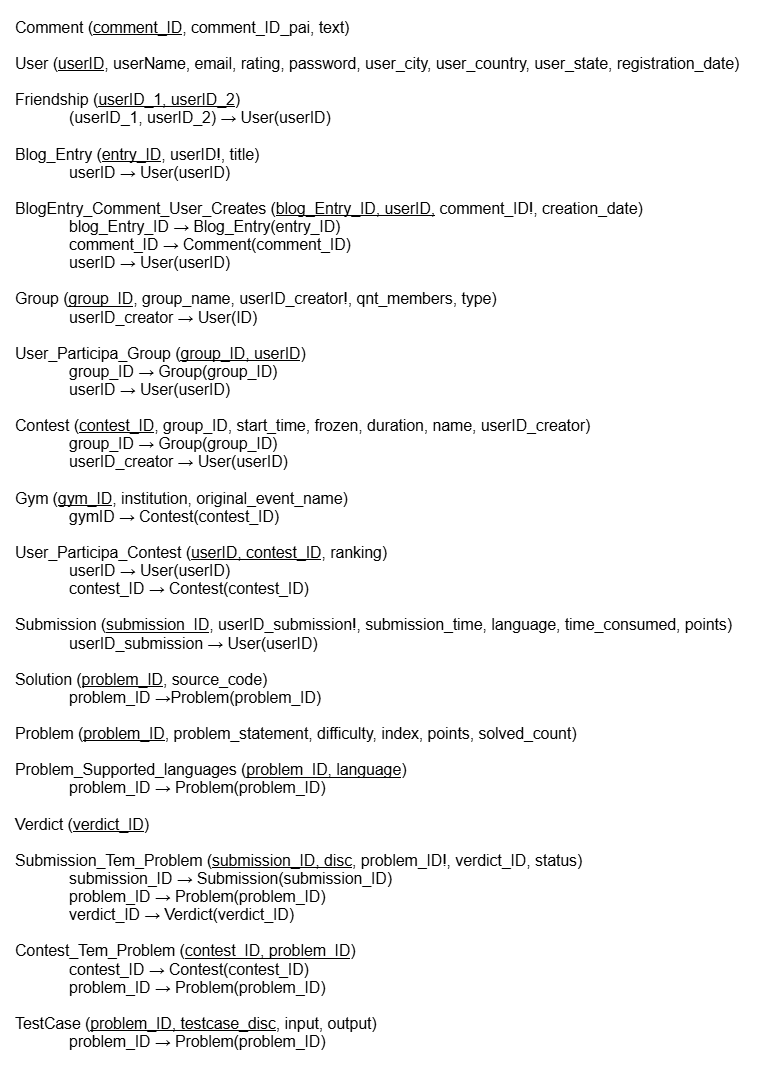 Comment (comment_ID, comment_ID_pai, text)
User (userID, userName, email, rating, password, user_city, user_country, user_state, registration_date)
Friendship (userID_1, userID_2)
(userID_1, userID_2) → User(userID)
Blog_Entry (entry_ID, userID!, title)
userID → User(userID)
BlogEntry_Comment_User_Creates (blog_Entry_ID, userID, comment_ID!, creation_date)
blog_Entry_ID → Blog_Entry(entry_ID)
comment_ID → Comment(comment_ID)
userID → User(userID)
Group (group_ID, group_name, userID_creator!, qnt_members, type)
userID_creator → User(ID)
User_Participa_Group (group_ID, userID)
group_ID → Group(group_ID)
userID → User(userID)
Contest (contest_ID, group_ID, start_time, frozen, duration, name, userID_creator)
group_ID → Group(group_ID)
userID_creator → User(userID)
Gym (gym_ID, institution, original_event_name)
gymID → Contest(contest_ID)
User_Participa_Contest (userID, contest_ID, ranking)
userID → User(userID)
contest_ID → Contest(contest_ID)
Submission (submission_ID, userID_submission!, submission_time, language, time_consumed, points)
userID_submission → User(userID)
Solution (problem_ID, source_code)
problem_ID →Problem(problem_ID)
Problem (problem_ID, problem_statement, difficulty, index, points, solved_count)
Problem_Supported_languages (problem_ID, language)
problem_ID → Problem(problem_ID)
Verdict (verdict_ID)
Submission_Tem_Problem (submission_ID, disc, problem_ID!, verdict_ID, status)
submission_ID → Submission(submission_ID)
problem_ID → Problem(problem_ID)
verdict_ID → Verdict(verdict_ID)
Contest_Tem_Problem (contest_ID, problem_ID)
contest_ID → Contest(contest_ID)
problem_ID → Problem(problem_ID)
TestCase (problem_ID, testcase_disc, input, output)
problem_ID → Problem(problem_ID)